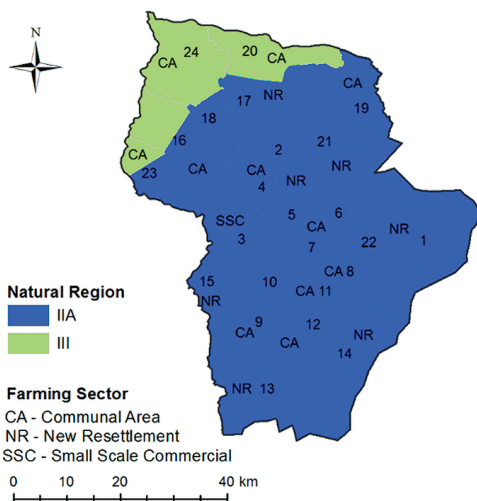 N
24
20
CA
CA
CA
17
NR
19
18
16
21
CA
2
23
CA
CA
NR
NR
4
SSC
5
6
CA
NR
3
7
22
1
CA 8
15
10
NR
CA 11
Natural Region
IIA
III
9
12
CA
CA
NR
14
NR 13
Farming Sector
CA - Communal Area
NR - New Resettlement
SSC - Small Scale Commercial
0 10 20 40 km